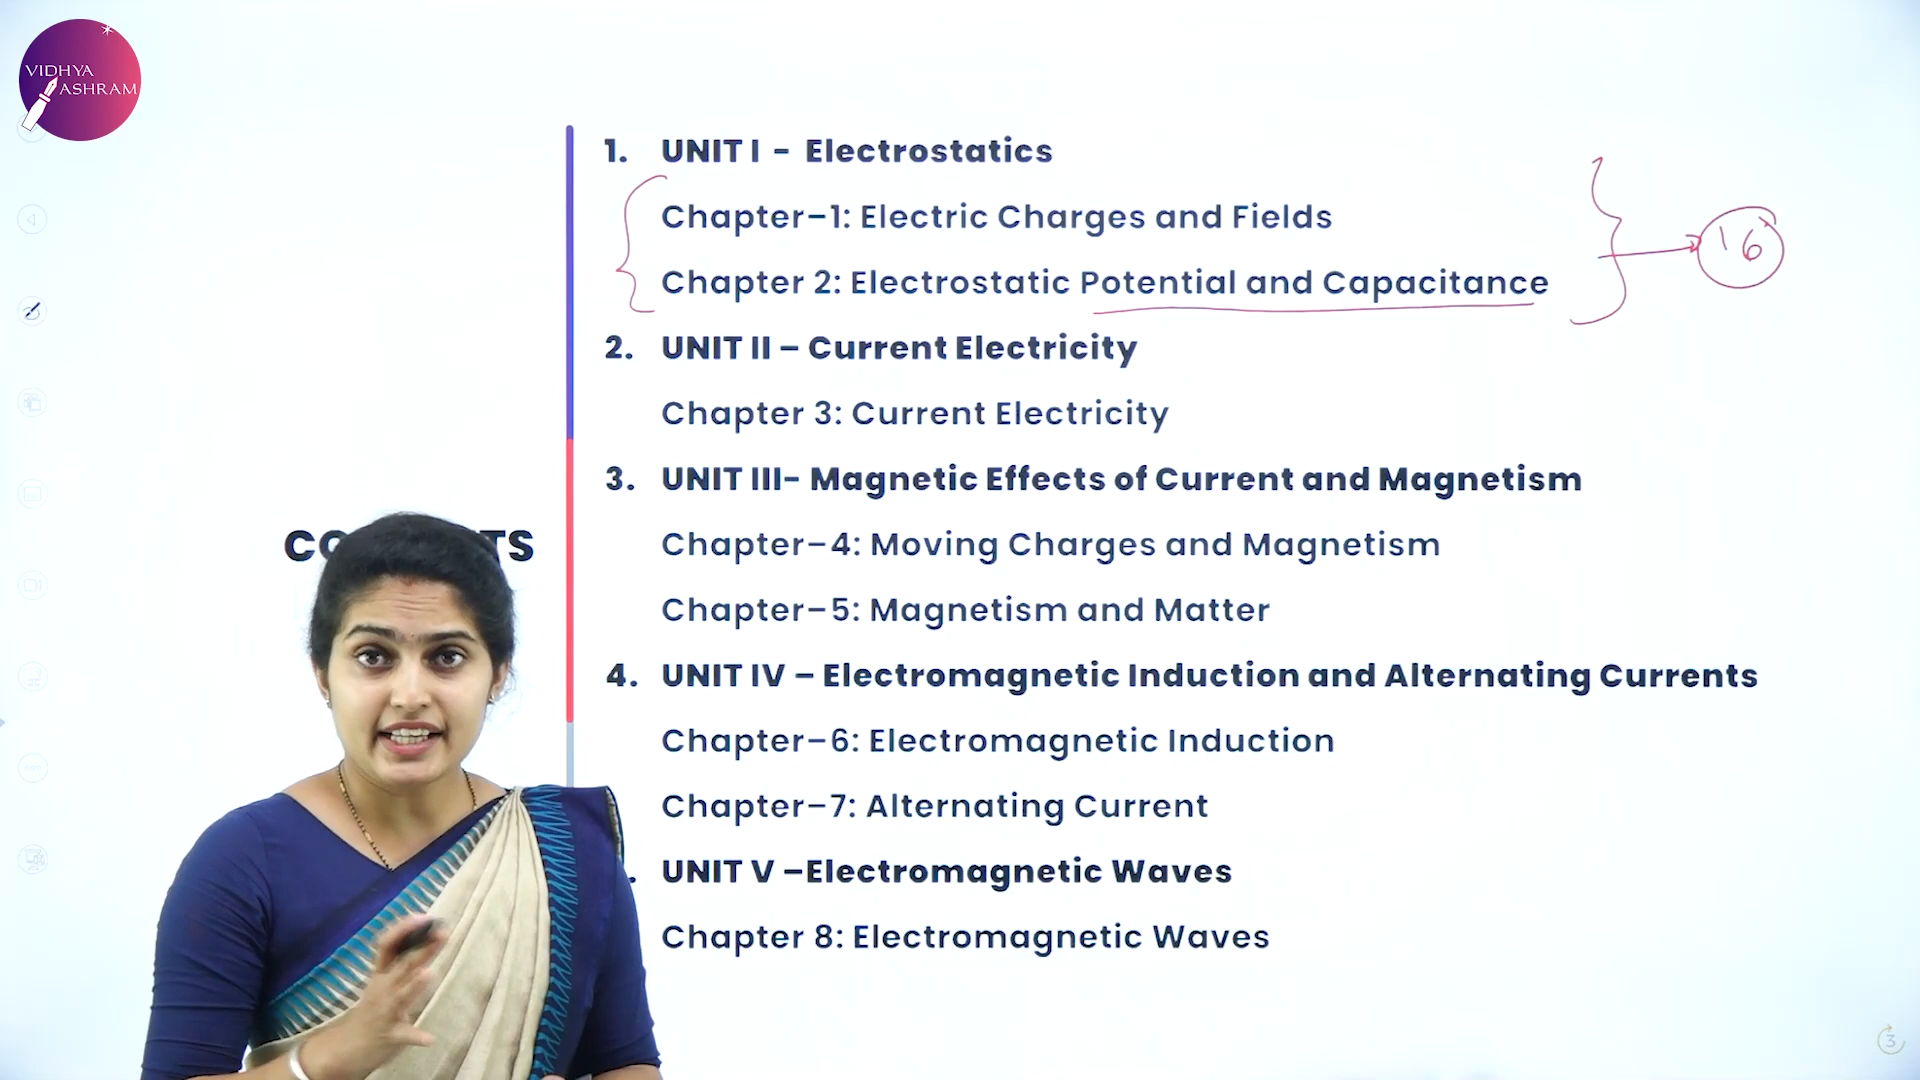 VIDHYA
ASHRAM
1. UNIT I - Electrostatics
Chapter-1: Electric Charges and Fields
Chapter 2: Electrostatic Potential and Capacitance
16
2. UNIT II – Current Electricity
Chapter 3: Current Electricity
3. UNIT III- Magnetic Effects of Current and Magnetism
Chapter-4: Moving Charges and Magnetism
Chapter-5: Magnetism and Matter
4. UNIT IV – Electromagnetic Induction and Alternating Currents
Chapter-6: Electromagnetic Induction
Chapter-7: Alternating Current
UNIT V –Electromagnetic Waves
Chapter 8: Electromagnetic Waves
3